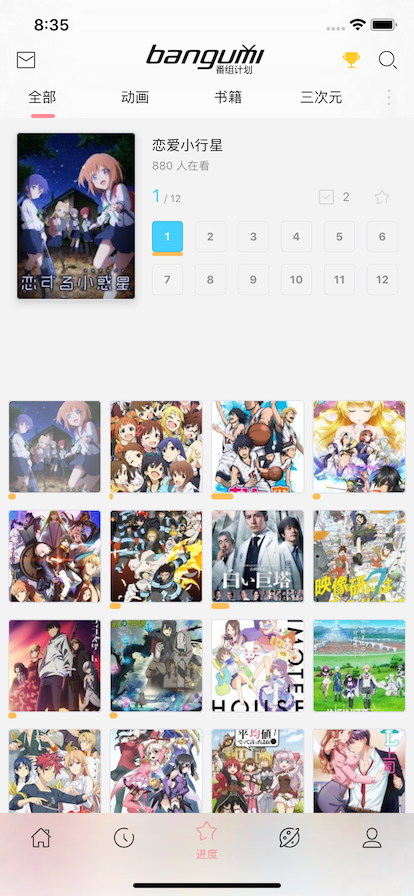 8:35
bangumi
番组计划
全部
动画
书籍
三次元
恋爱小行星
880 人在看
1 / 12
2
1 2 3 4 5 6
7 8 9 10 11 12
恋する小惑星
白い巨塔
映像研
HOUSE
平均値
进度